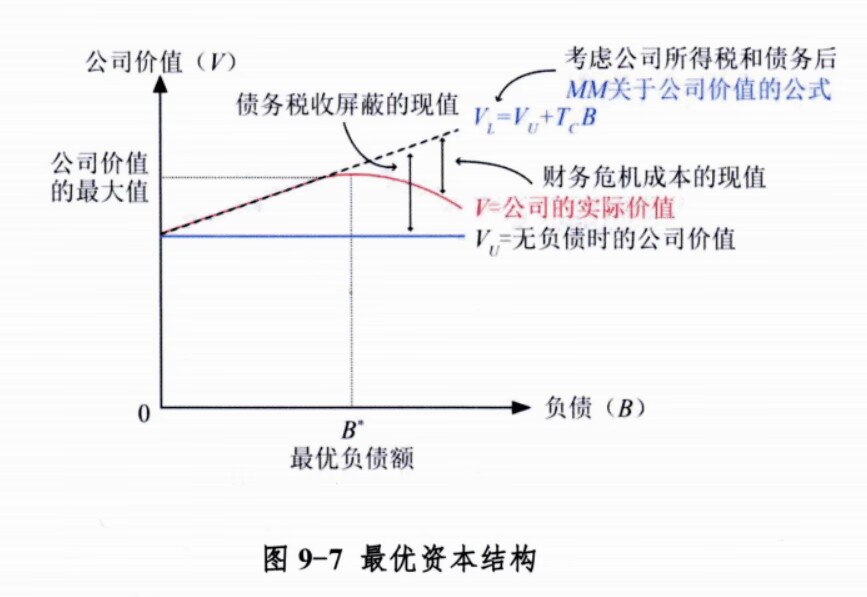 公司价值（V）
考虑公司所得税和债务后
MM关于公司价值的公式
债务税收屏蔽的现值
V_L=V_U+T_C B
公司价值
的最大值
财务危机成本的现值
V=公司的实际价值
V_U=无负债时的公司价值
0
负债（B）
B*
最优负债额
图 9-7 最优资本结构